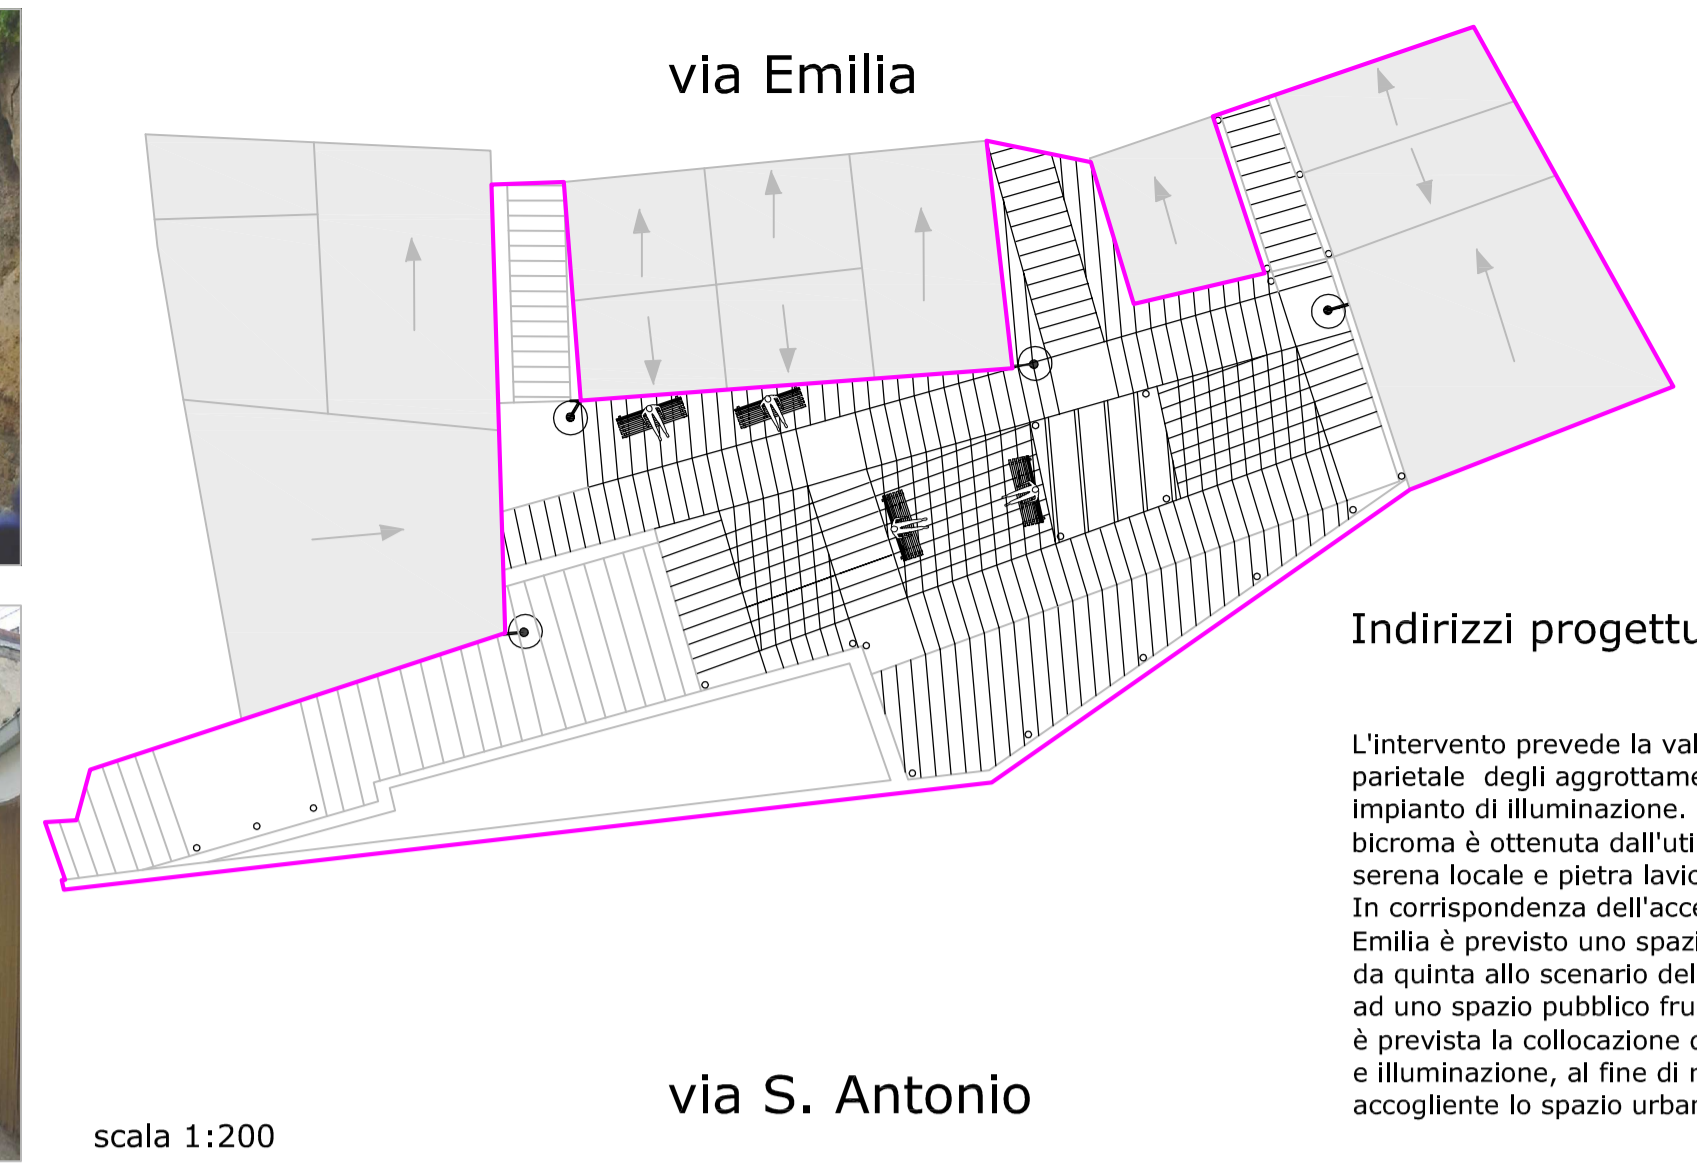 via Emilia
Indirizzi progettu
L'intervento prevede la val
parietale degli aggrottame
impianto di illuminazione.
bicroma è ottenuta dall'uti
serena locale e pietra lavic
In corrispondenza dell'acce
Emilia è previsto uno spazi
da quinta allo scenario del
ad uno spazio pubblico fru
è prevista la collocazione d
e illuminazione, al fine di r
accogliente lo spazio urbar
via S. Antonio
scala 1:200